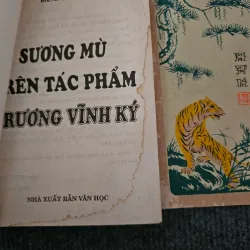 SƯƠNG MÙ
RÊN TÁC PHẨM
RƯƠNG VĨNH KÝ
NHÀ XUẤT BẢN VĂN HỌC